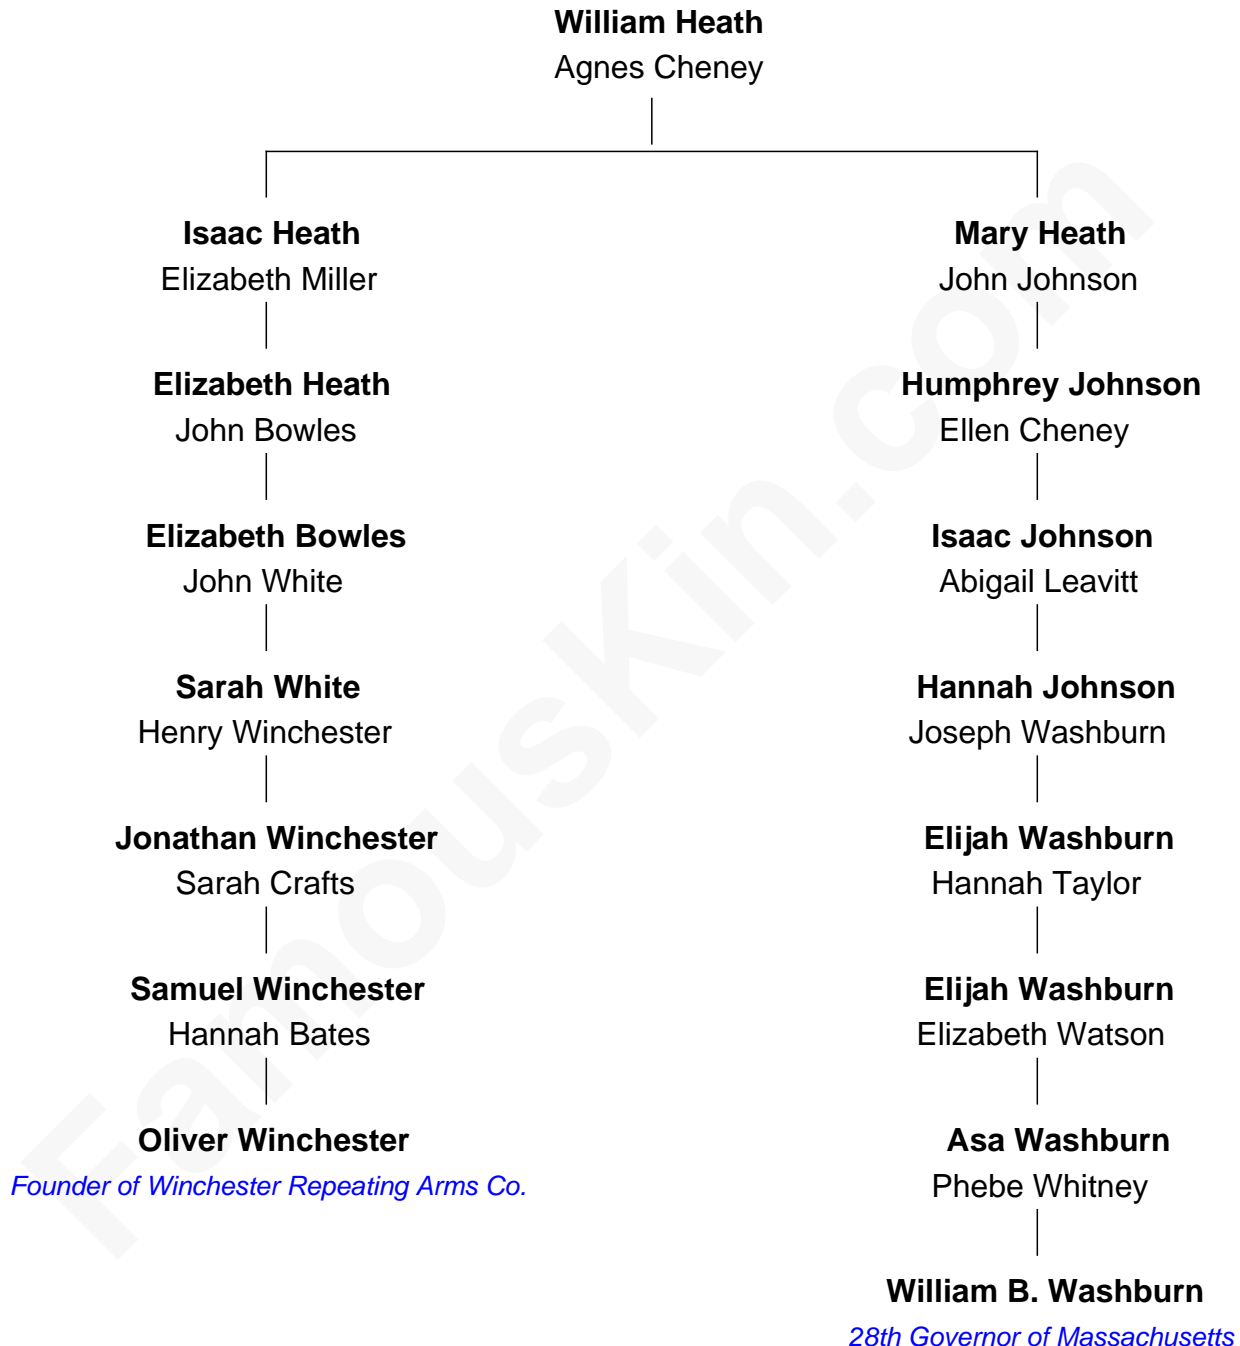 William Heath
Agnes Cheney
Isaac Heath
Elizabeth Miller
Mary Heath
John Johnson
Elizabeth Heath
John Bowles
Humphrey Johnson
Ellen Cheney
Elizabeth Bowles
John White
Isaac Johnson
Abigail Leavitt
Sarah White
Henry Winchester
Hannah Johnson
Joseph Washburn
Jonathan Winchester
Sarah Crafts
Elijah Washburn
Hannah Taylor
Samuel Winchester
Hannah Bates
Elijah Washburn
Elizabeth Watson
Oliver Winchester
Founder of Winchester Repeating Arms Co.
Asa Washburn
Phebe Whitney
William B. Washburn
28th Governor of Massachusetts
FamousKin.com